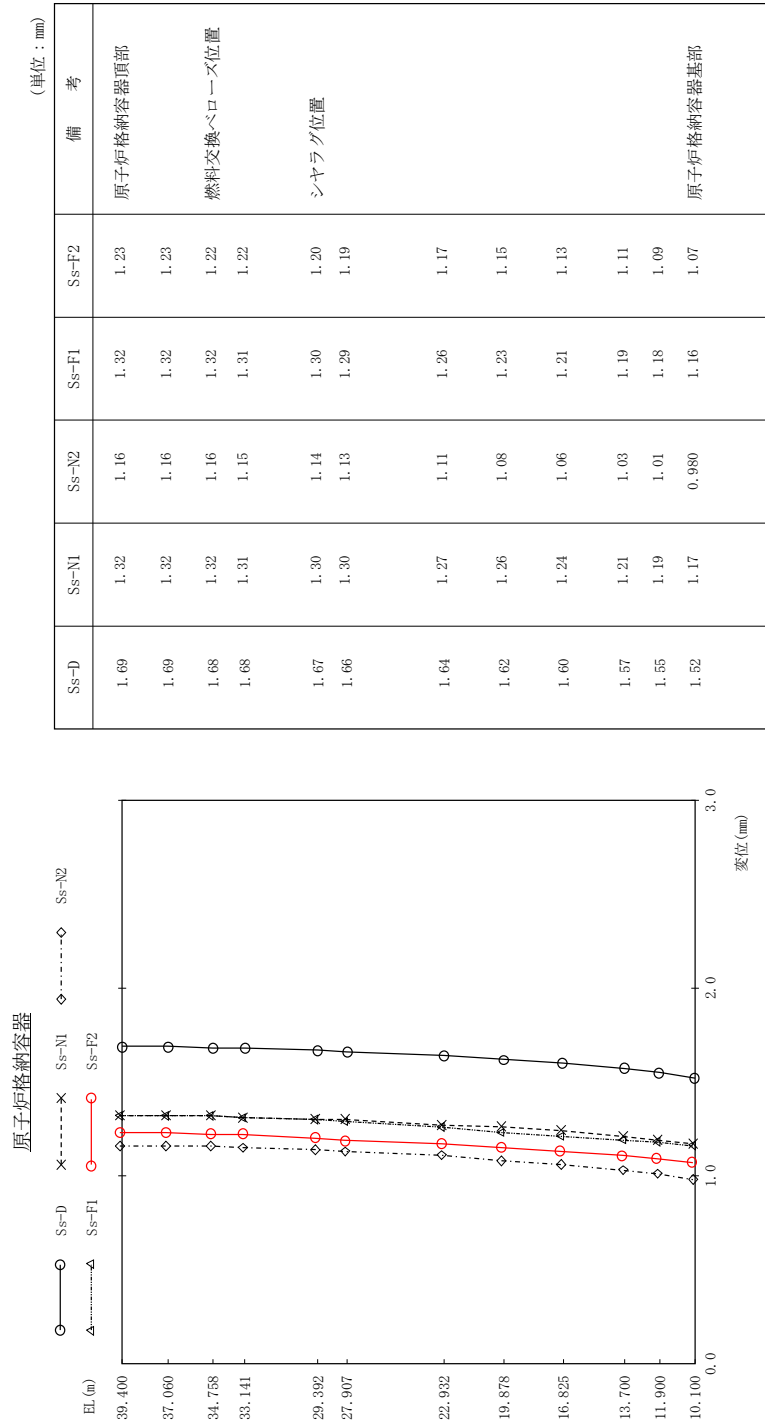 原子炉格納容器
Ss-D
Ss-N1
Ss-N2
Ss-F1
Ss-F2
EL(m)
39.400
37.060
34.758
33.141
29.392
27.907
22.932
19.878
16.825
13.700
11.900
10.100
0.0 1.0 2.0 3.0
変位(mm)
(単位:mm)
Ss-D Ss-N1 Ss-N2 Ss-F1 Ss-F2 備 考
1.69 1.32 1.16 1.32 1.23 原子炉格納容器頂部
1.69 1.32 1.16 1.32 1.23
1.68 1.32 1.16 1.32 1.22 燃料交換ベローズ位置
1.68 1.31 1.15 1.31 1.22
1.67 1.30 1.14 1.30 1.20 シヤラグ位置
1.66 1.30 1.13 1.29 1.19
1.64 1.27 1.11 1.26 1.17
1.62 1.26 1.08 1.23 1.15
1.60 1.24 1.06 1.21 1.13
1.57 1.21 1.03 1.19 1.11
1.55 1.19 1.01 1.18 1.09
1.52 1.17 0.980 1.16 1.07 原子炉格納容器基部